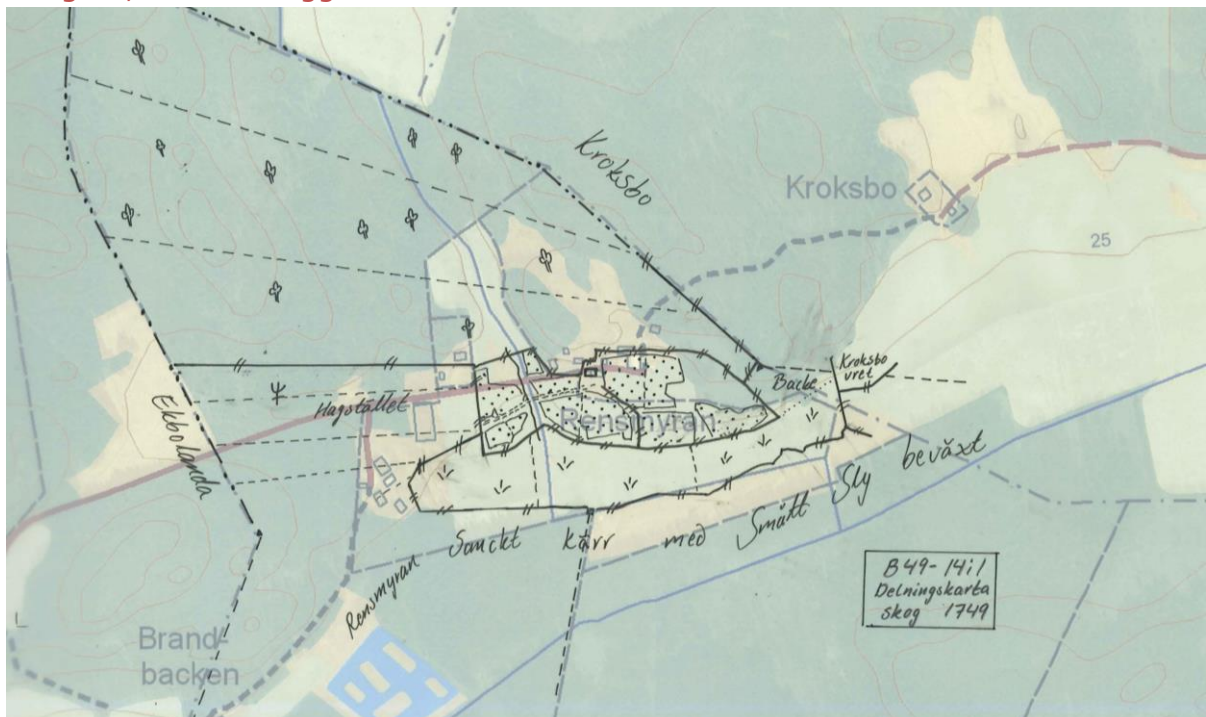 Kroksbo
Kroksbo
25
Backe
Kroksbo
vret
Hagstället
Rensmyran
Ekbolanda
Rensmyran Sanckt kärr med Smått Sly beväxt
B49-14:1
Delningskarta
skog 1749
Brand-
backen